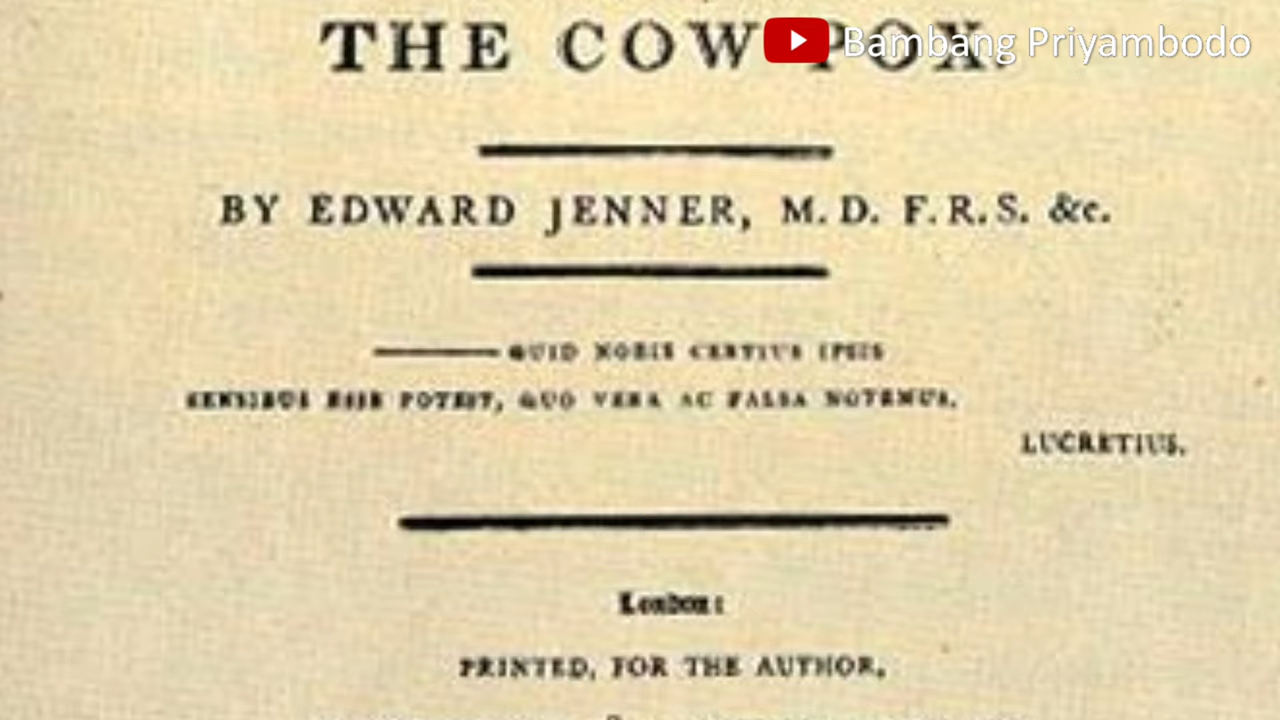 THE COW POX.
Bambang Priyambodo
BY EDWARD JENNER, M.D. F.R.S. &c.
QUID NOBIS CERTIUS IPSIS
SENSIBUS ESSE POTEST, QUO VERA AC FALSA NOTEMUS.
LUCRETIUS.
London:
PRINTED, FOR THE AUTHOR,